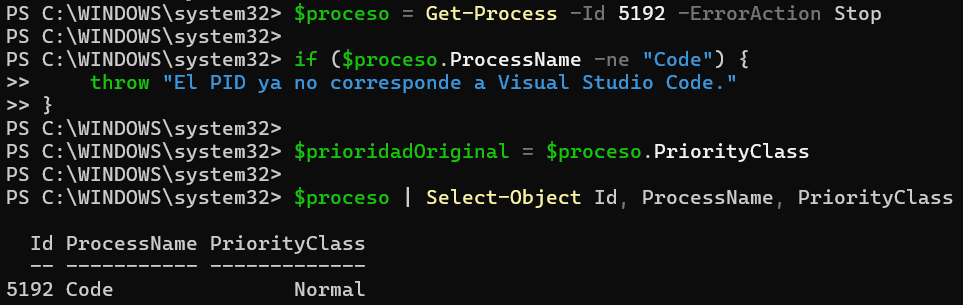 PS C:\WINDOWS\system32> $proceso = Get-Process -Id 5192 -ErrorAction Stop
PS C:\WINDOWS\system32>
PS C:\WINDOWS\system32> if ($proceso.ProcessName -ne "Code") {
>>     throw "El PID ya no corresponde a Visual Studio Code."
>> }
PS C:\WINDOWS\system32>
PS C:\WINDOWS\system32> $prioridadOriginal = $proceso.PriorityClass
PS C:\WINDOWS\system32>
PS C:\WINDOWS\system32> $proceso | Select-Object Id, ProcessName, PriorityClass

  Id ProcessName PriorityClass
  -- ----------- -------------
5192 Code               Normal